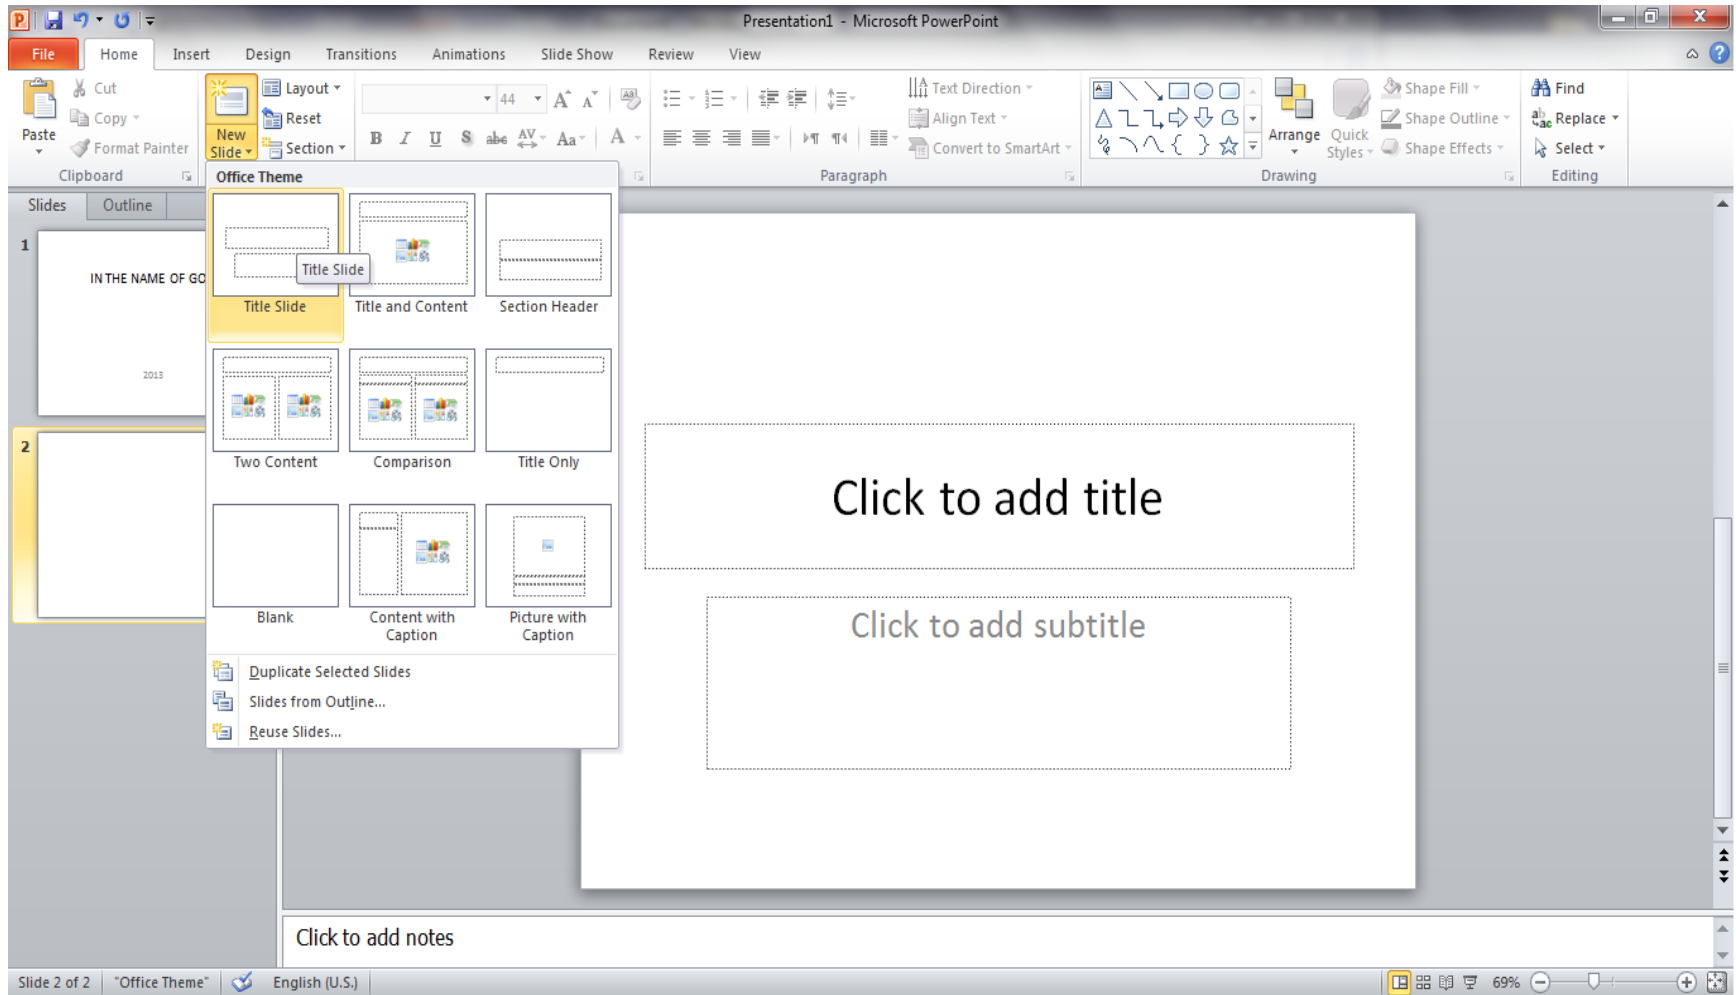 Presentation1 - Microsoft PowerPoint
File Home Insert Design Transitions Animations Slide Show Review View
Paste
Cut
Copy
Format Painter
Clipboard
New
Slide
Layout
Reset
Section
44
B I U S abc AV Aa A
Paragraph
Text Direction
Align Text
Convert to SmartArt
Arrange
Quick
Styles
Shape Fill
Shape Outline
Shape Effects
Drawing
Find
Replace
Select
Editing
Slides Outline
1
IN THE NAME OF GO
2013
2
Office Theme
Title Slide
Title Slide Title and Content Section Header
Two Content Comparison Title Only
Blank Content with Picture with
Caption Caption
Duplicate Selected Slides
Slides from Outline...
Reuse Slides...
Click to add title
Click to add subtitle
Click to add notes
Slide 2 of 2 "Office Theme" English (U.S.) 69%